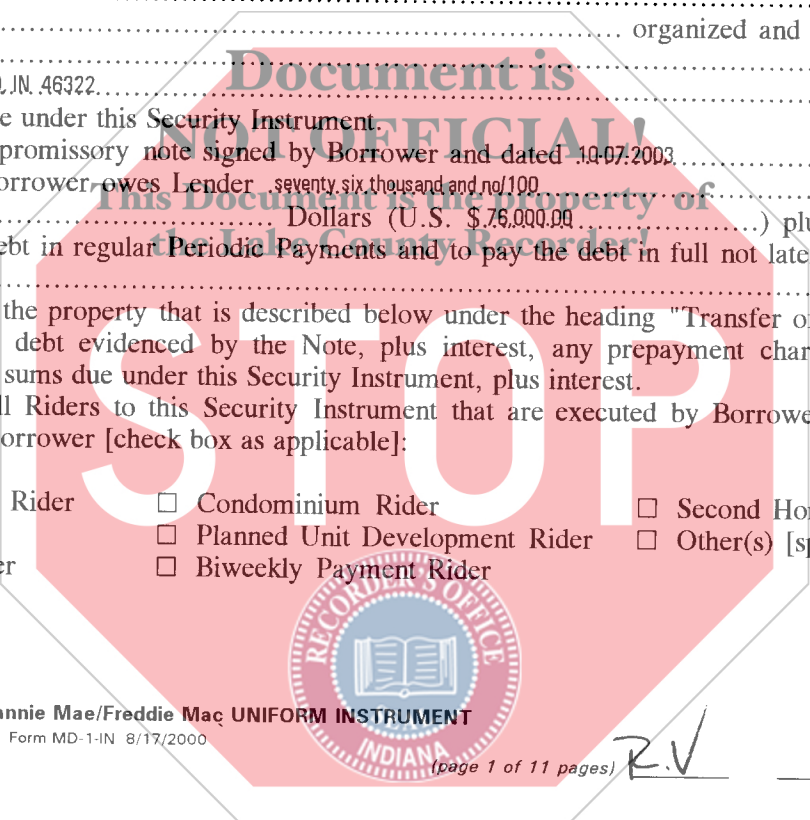 organized and
Document is
, IN 46322
e under this Security Instrument.
NOT OFFICIAL!
promissory note signed by Borrower and dated 10-07-2003
orrower owes Lender seventy six thousand and no/100
This Document is the property of
Dollars (U.S. $ 76,000.00 ) plu
the Lake County Recorder!
ebt in regular Periodic Payments and to pay the debt in full not late
the property that is described below under the heading "Transfer o
debt evidenced by the Note, plus interest, any prepayment char
sums due under this Security Instrument, plus interest.
STOP
ll Riders to this Security Instrument that are executed by Borrowe
orrower [check box as applicable]:
Rider ☐ Condominium Rider ☐ Second Ho
☐ Planned Unit Development Rider ☐ Other(s) [sp
er ☐ Biweekly Payment Rider
RECORDER'S OFFICE
SEAL
INDIANA
annie Mae/Freddie Mac UNIFORM INSTRUMENT
Form MD-1-IN 8/17/2000
(page 1 of 11 pages) R.V